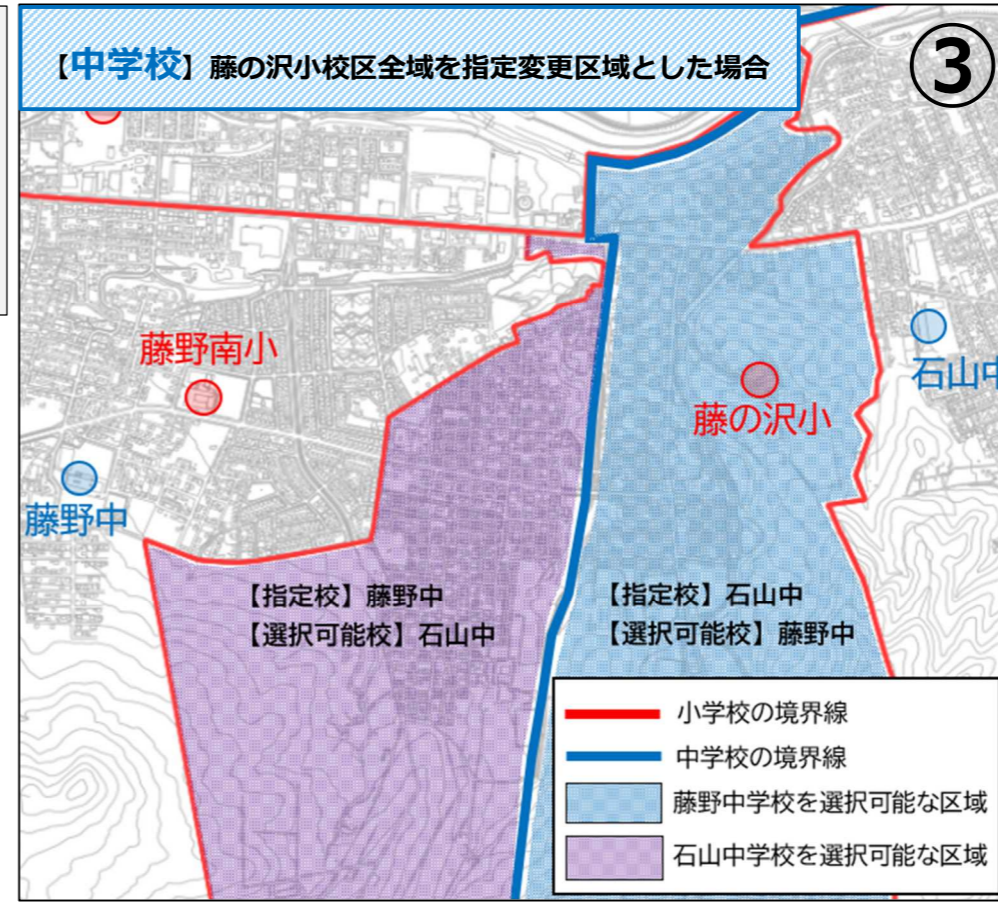 【中学校】藤の沢小校区全域を指定変更区域とした場合
③
藤野南小
石山中
藤の沢小
藤野中
【指定校】藤野中
【選択可能校】石山中
【指定校】石山中
【選択可能校】藤野中
小学校の境界線
中学校の境界線
藤野中学校を選択可能な区域
石山中学校を選択可能な区域